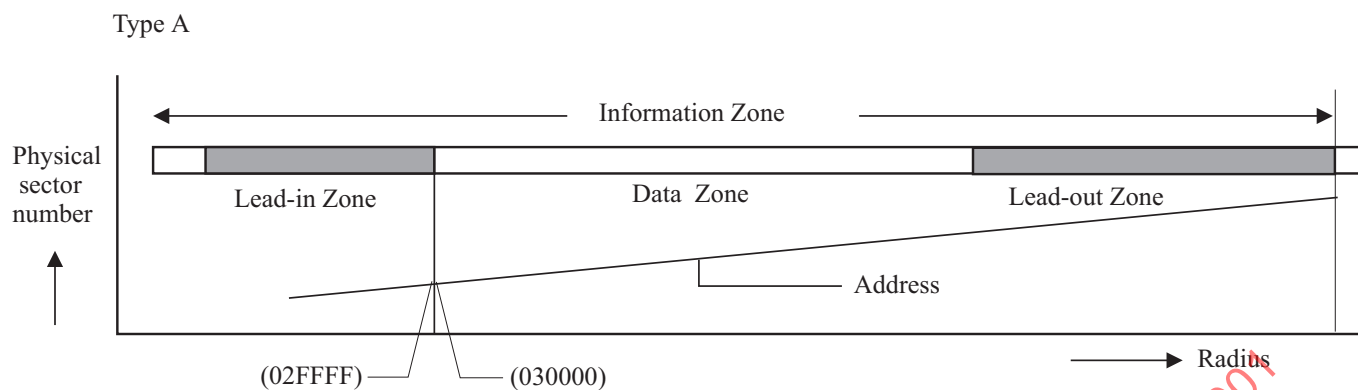 Type A
Information Zone
Physical
sector
number
Lead-in Zone
Data Zone
Lead-out Zone
Address
(02FFFF)
(030000)
Radius